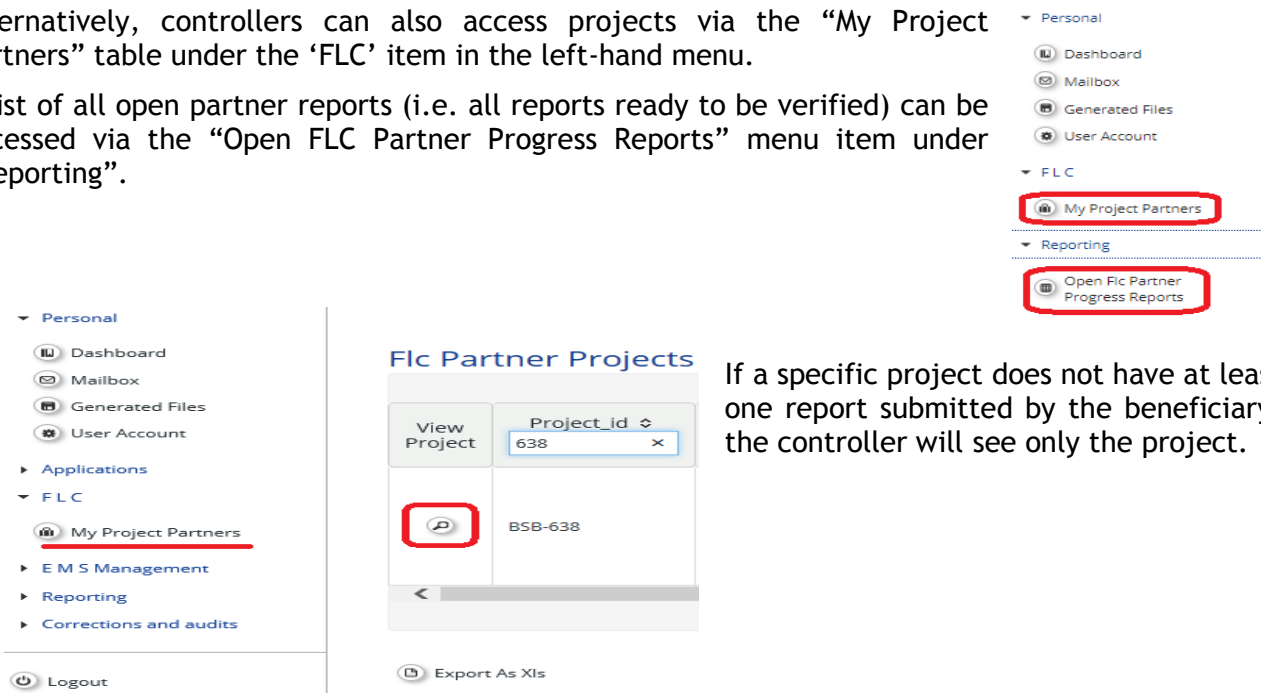 ternatively, controllers can also access projects via the “My Project
rtners” table under the ‘FLC’ item in the left-hand menu.
ist of all open partner reports (i.e. all reports ready to be verified) can be
cessed via the “Open FLC Partner Progress Reports” menu item under
eporting”.
Personal
Dashboard
Mailbox
Generated Files
User Account
FLC
My Project Partners
Reporting
Open Flc Partner
Progress Reports
Personal
Dashboard
Mailbox
Generated Files
User Account
Applications
FLC
My Project Partners
E M S Management
Reporting
Corrections and audits
Logout
Flc Partner Projects
View
Project
Project_id
638
BSB-638
Export As Xls
If a specific project does not have at leas
one report submitted by the beneficiary
the controller will see only the project.